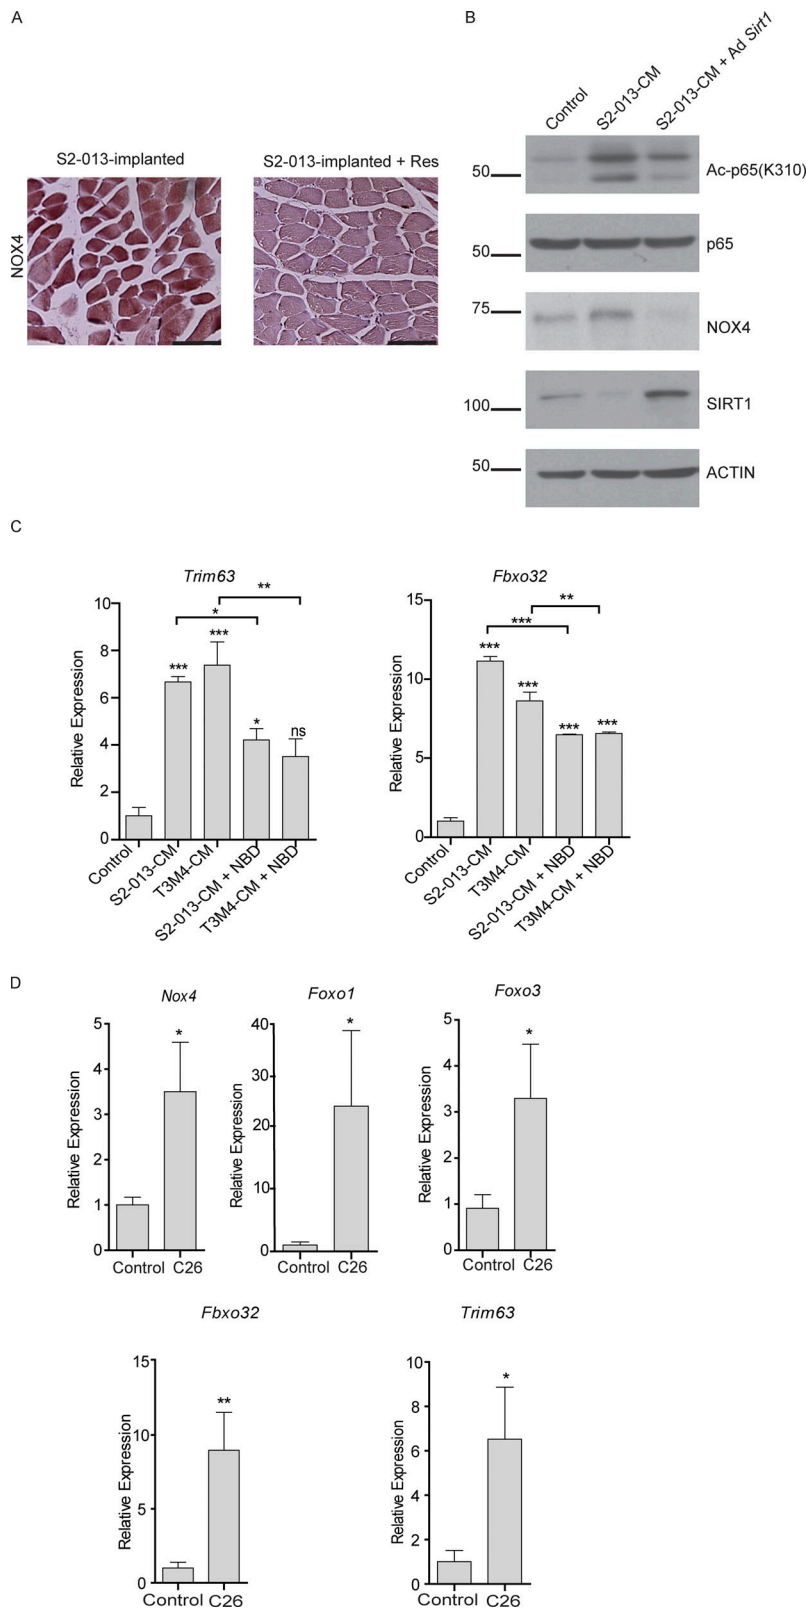 A
S2-013-implanted
S2-013-implanted + Res
NOX4
B
Control
S2-013-CM
S2-013-CM + Ad Sirt1
50
Ac-p65(K310)
50
p65
75
NOX4
100
SIRT1
50
ACTIN
C
Trim63
**
*
***
***
*
ns
10
8
6
4
2
0
Relative Expression
Control
S2-013-CM
T3M4-CM
S2-013-CM + NBD
T3M4-CM + NBD
Fbxo32
**
***
***
***
***
***
15
10
5
0
Relative Expression
Control
S2-013-CM
T3M4-CM
S2-013-CM + NBD
T3M4-CM + NBD
D
Nox4
*
5
4
3
2
1
0
Relative Expression
Control C26
Foxo1
*
40
30
20
10
0
Relative Expression
Control C26
Foxo3
*
5
4
3
2
1
0
Relative Expression
Control C26
Fbxo32
**
15
10
5
0
Relative Expression
Control C26
Trim63
*
10
8
6
4
2
0
Relative Expression
Control C26